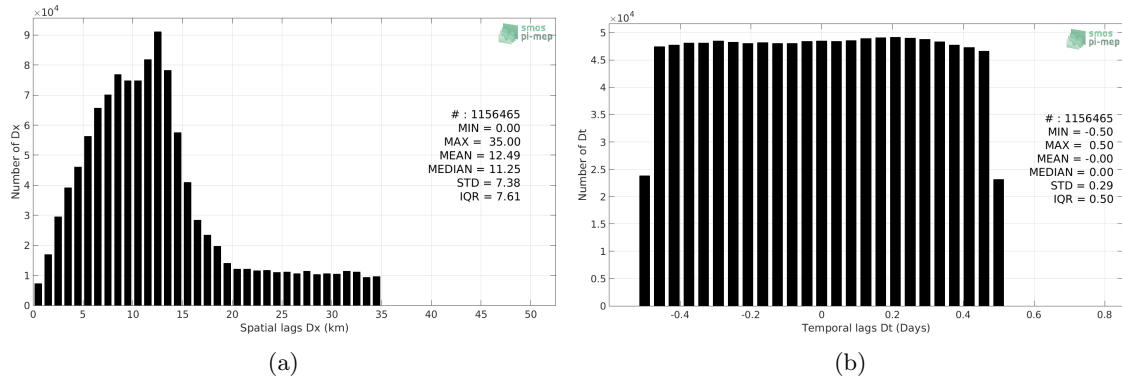 ×10⁴
9
8
7
6
5
4
3
2
1
0
Number of Dx
smos
pi-mep
# : 1156465
MIN = 0.00
MAX = 35.00
MEAN = 12.49
MEDIAN = 11.25
STD = 7.38
IQR = 7.61
0 5 10 15 20 25 30 35 40 45 50
Spatial lags Dx (km)
(a)
×10⁴
5
4.5
4
3.5
3
2.5
2
1.5
1
0.5
0
Number of Dt
smos
pi-mep
# : 1156465
MIN = -0.50
MAX = 0.50
MEAN = -0.00
MEDIAN = 0.00
STD = 0.29
IQR = 0.50
-0.4 -0.2 0 0.2 0.4 0.6 0.8
Temporal lags Dt (Days)
(b)